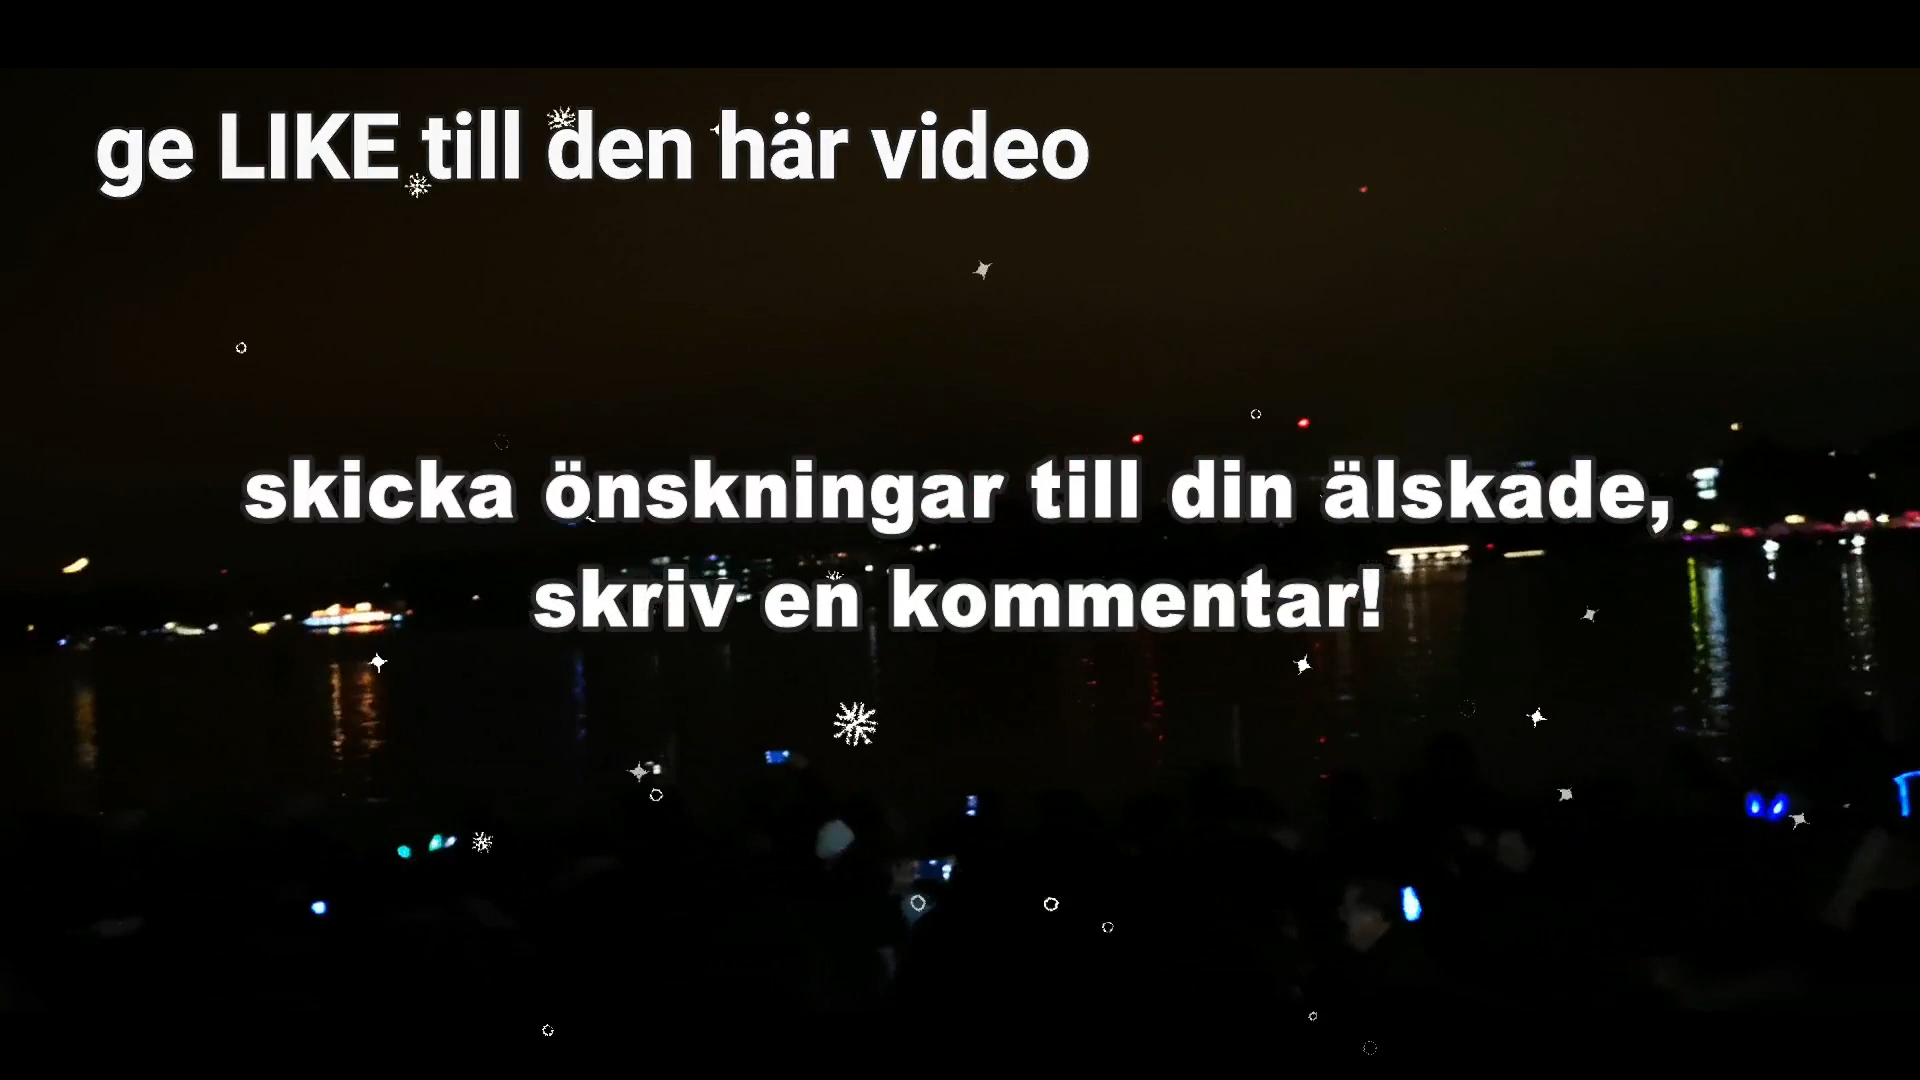 ge LIKE till den här video
skicka önskningar till din älskade,
skriv en kommentar!